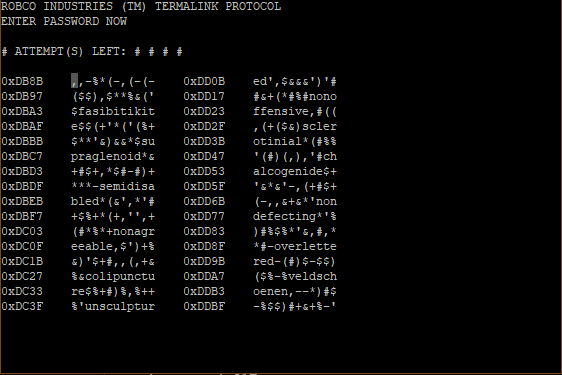 ROBCO INDUSTRIES (TM) TERMALINK PROTOCOL
ENTER PASSWORD NOW
# ATTEMPT(S) LEFT: # # # #
0xDB8B ,,-%*(-,(-(- 0xDD0B ed',$&&&')'#
0xDB97 ($$),$**%&(' 0xDD17 #&+(*#%#nono
0xDBA3 $fasibitikit 0xDD23 ffensive,#((
0xDBAF e$$(+'*('(%+ 0xDD2F ,(+($&)scler
0xDBBB $**'&)&&*$su 0xDD3B otinial*(#%%
0xDBC7 praglenoid*& 0xDD47 '(#)(,),'#ch
0xDBD3 +#$+,*$#-#)+ 0xDD53 alcogenide$+
0xDBDF ***-semidisa 0xDD5F '&*&'-,(+#$+
0xDBEB bled*(&',*'# 0xDD6B (-,,&+&*'non
0xDBF7 +$%+*(+,'',+ 0xDD77 defecting*'%
0xDC03 (#*%*+nonagr 0xDD83 )#%$%*'&,#,*
0xDC0F eeable,$')+% 0xDD8F *#-overlette
0xDC1B &)'$+#,,(,+& 0xDD9B red-(#)$-$$)
0xDC27 %&colipunctu 0xDDA7 ($%-%veldsch
0xDC33 re$%+#)%,%++ 0xDDB3 oenen,--*)#$
0xDC3F %'unsculptur 0xDDBF -%$$)#+&+%-'